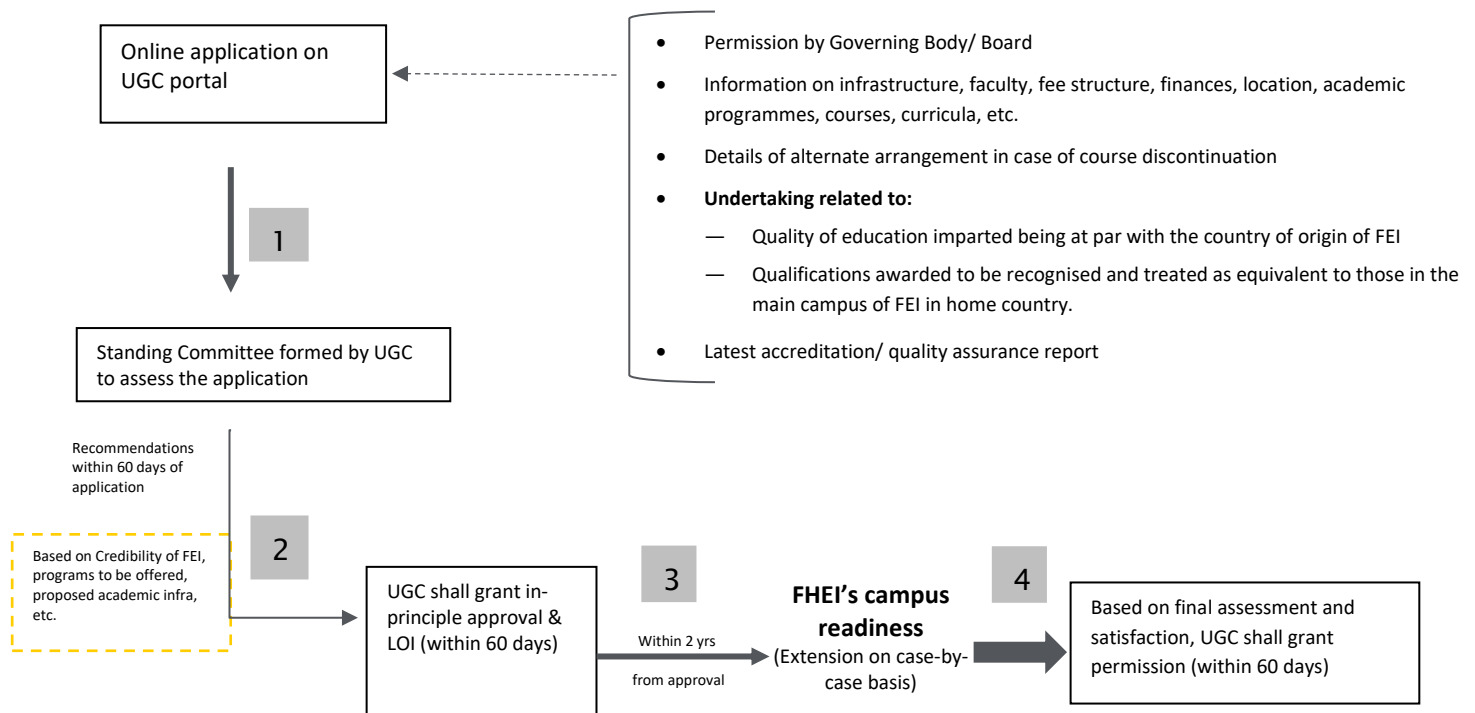 Online application on
UGC portal
• Permission by Governing Body/ Board
• Information on infrastructure, faculty, fee structure, finances, location, academic
programmes, courses, curricula, etc.
• Details of alternate arrangement in case of course discontinuation
• Undertaking related to:
— Quality of education imparted being at par with the country of origin of FEI
— Qualifications awarded to be recognised and treated as equivalent to those in the
main campus of FEI in home country.
• Latest accreditation/ quality assurance report
1
Standing Committee formed by UGC
to assess the application
Recommendations
within 60 days of
application
Based on Credibility of FEI,
programs to be offered,
proposed academic infra,
etc.
2
UGC shall grant in-
principle approval &
LOI (within 60 days)
3
Within 2 yrs
from approval
FHEI's campus
readiness
(Extension on case-by-
case basis)
4
Based on final assessment and
satisfaction, UGC shall grant
permission (within 60 days)